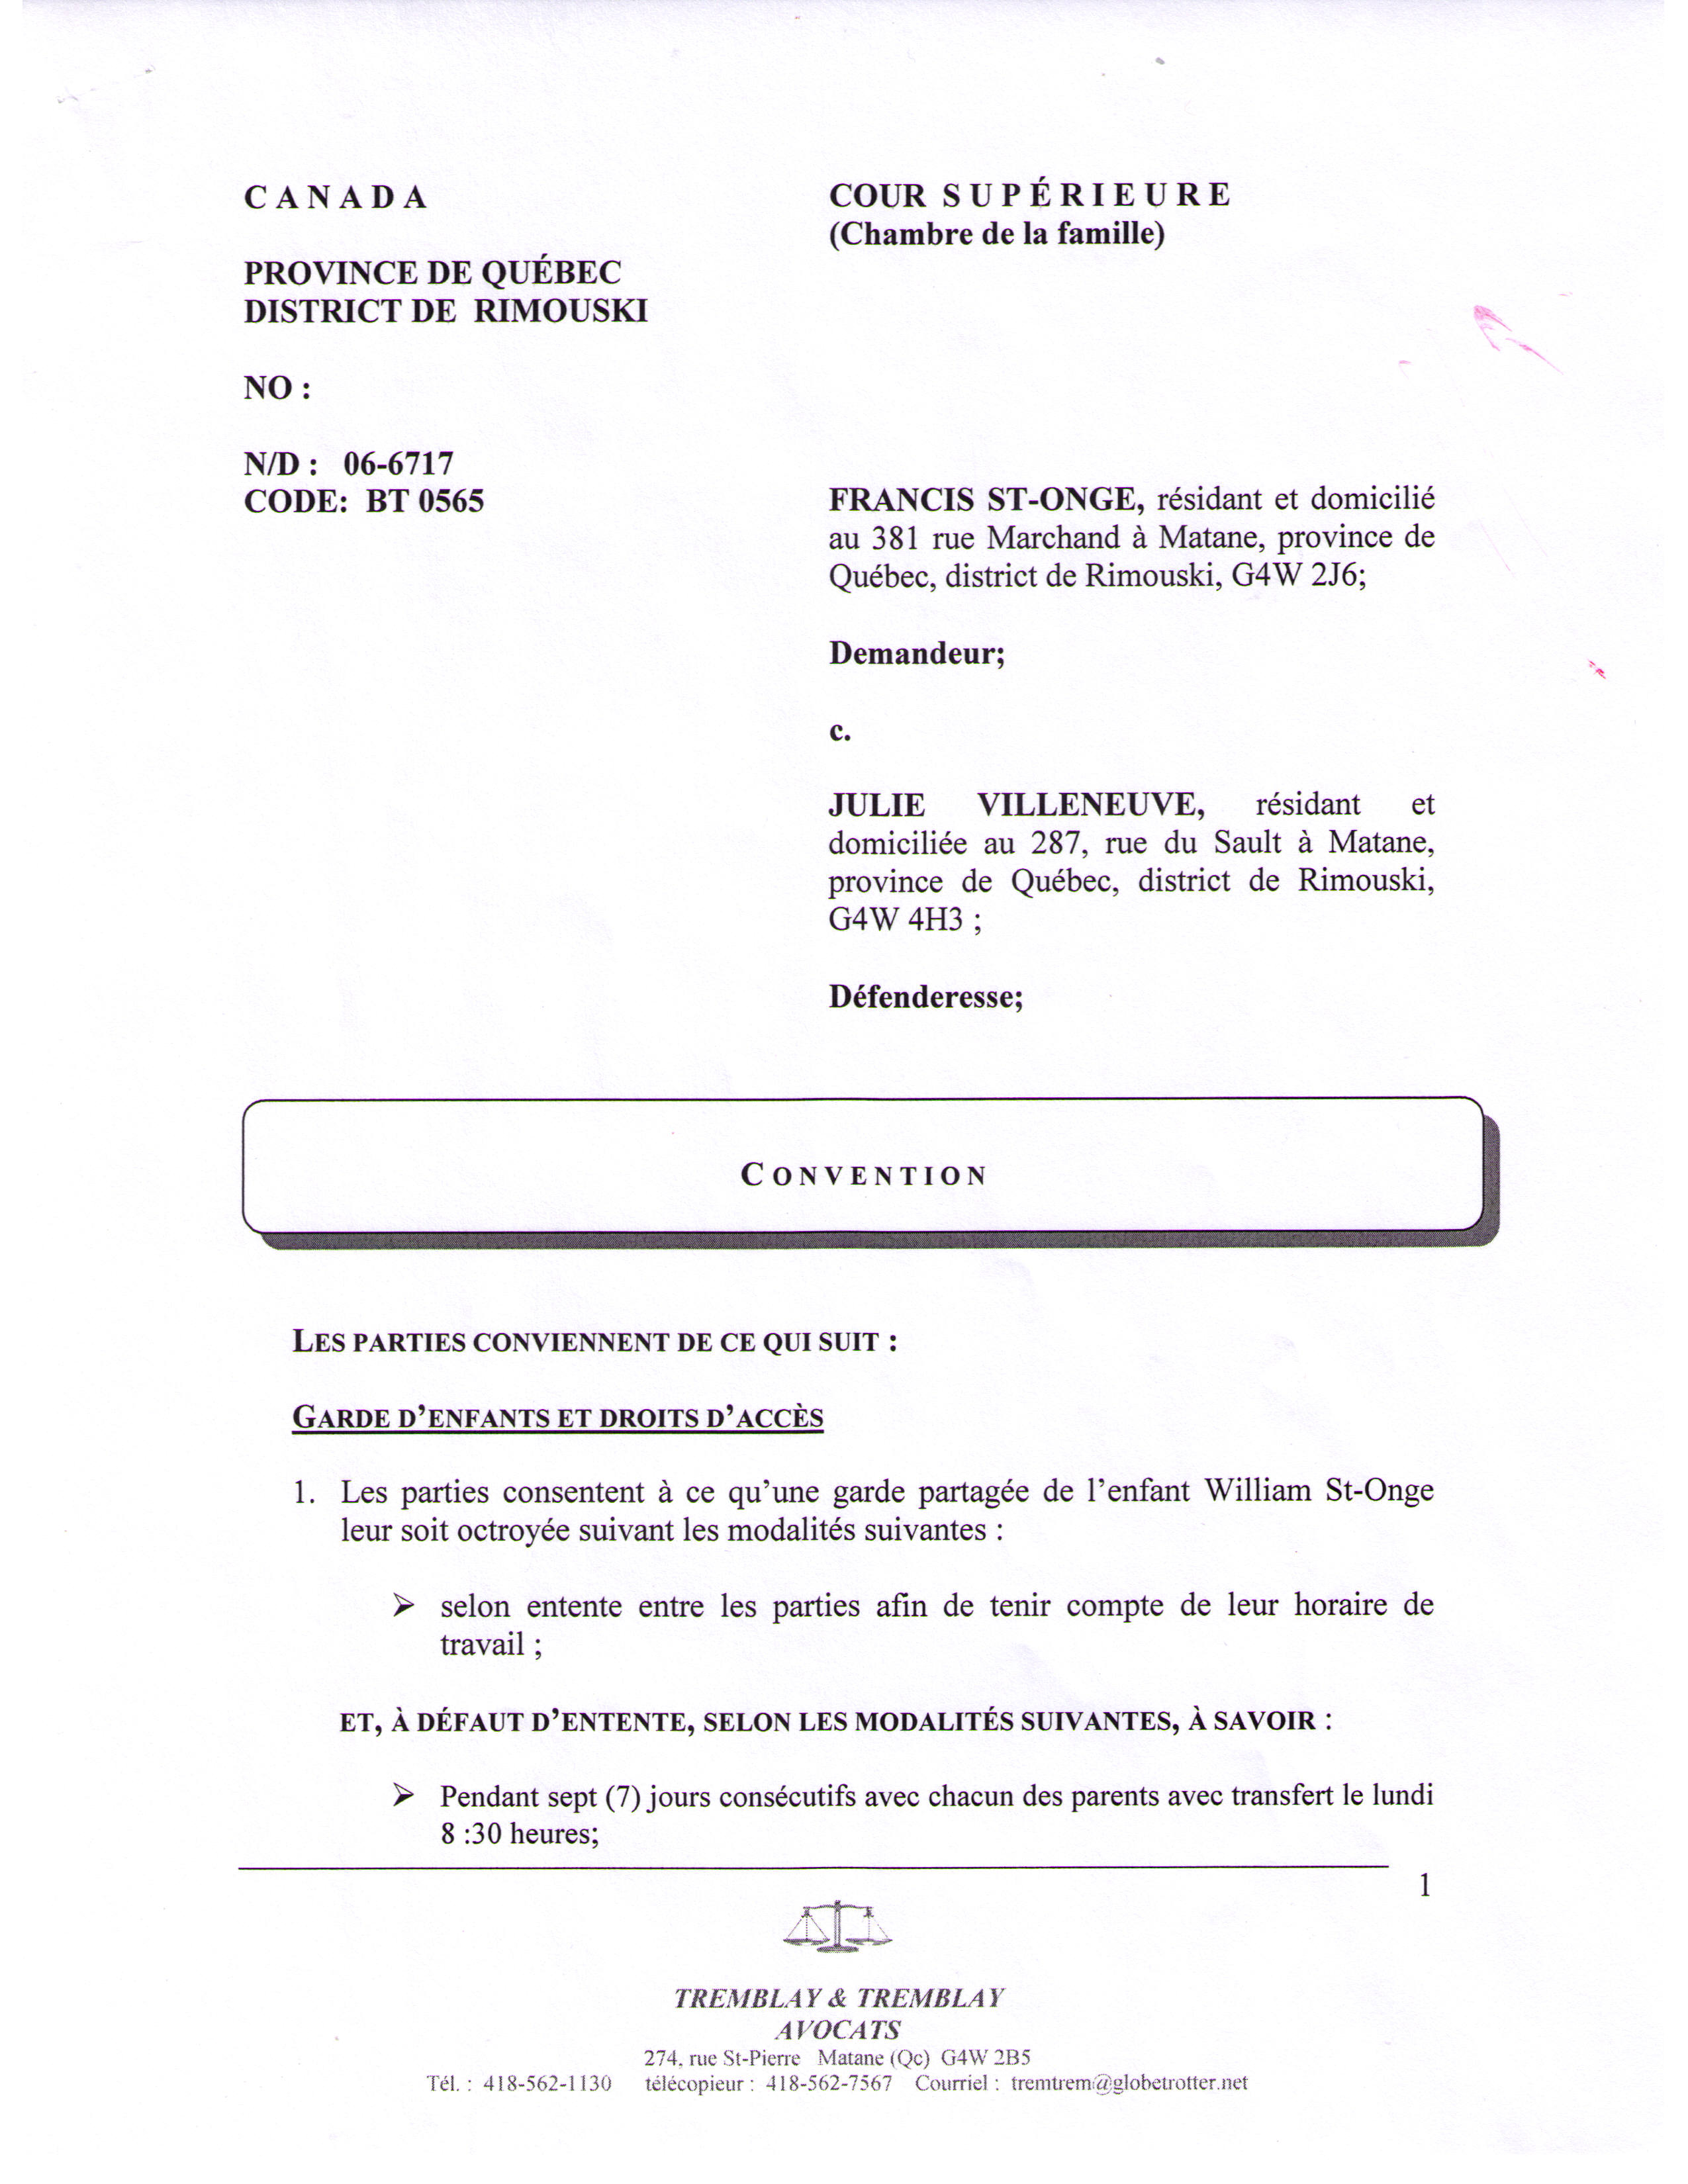 C A N A D A
COUR S U P É R I E U R E
(Chambre de la famille)
PROVINCE DE QUÉBEC
DISTRICT DE RIMOUSKI
NO :
N/D : 06-6717
CODE: BT 0565
FRANCIS ST-ONGE, résidant et domicilié
au 381 rue Marchand à Matane, province de
Québec, district de Rimouski, G4W 2J6;
Demandeur;
c.
JULIE VILLENEUVE, résidant et
domiciliée au 287, rue du Sault à Matane,
province de Québec, district de Rimouski,
G4W 4H3 ;
Défenderesse;
CONVENTION
LES PARTIES CONVIENNENT DE CE QUI SUIT :
GARDE D'ENFANTS ET DROITS D'ACCÈS
1. Les parties consentent à ce qu'une garde partagée de l'enfant William St-Onge
leur soit octroyée suivant les modalités suivantes :
➢ selon entente entre les parties afin de tenir compte de leur horaire de
travail ;
ET, À DÉFAUT D'ENTENTE, SELON LES MODALITÉS SUIVANTES, À SAVOIR :
➢ Pendant sept (7) jours consécutifs avec chacun des parents avec transfert le lundi
8 :30 heures;
1
TREMBLAY & TREMBLAY
AVOCATS
274, rue St-Pierre Matane (Qc) G4W 2B5
Tél. : 418-562-1130 télécopieur : 418-562-7567 Courriel : tremtrem@globetrotter.net